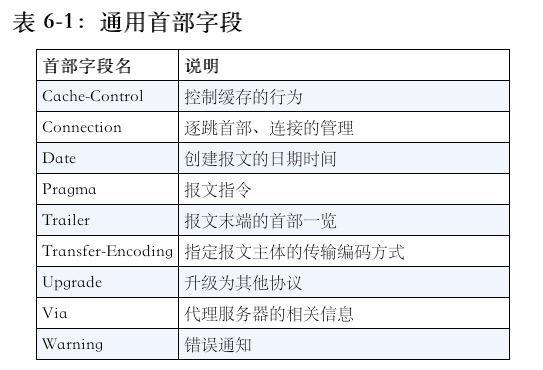 表 6-1：通用首部字段
首部字段名 说明
Cache-Control 控制缓存的行为
Connection 逐跳首部、连接的管理
Date 创建报文的日期时间
Pragma 报文指令
Trailer 报文末端的首部一览
Transfer-Encoding 指定报文主体的传输编码方式
Upgrade 升级为其他协议
Via 代理服务器的相关信息
Warning 错误通知